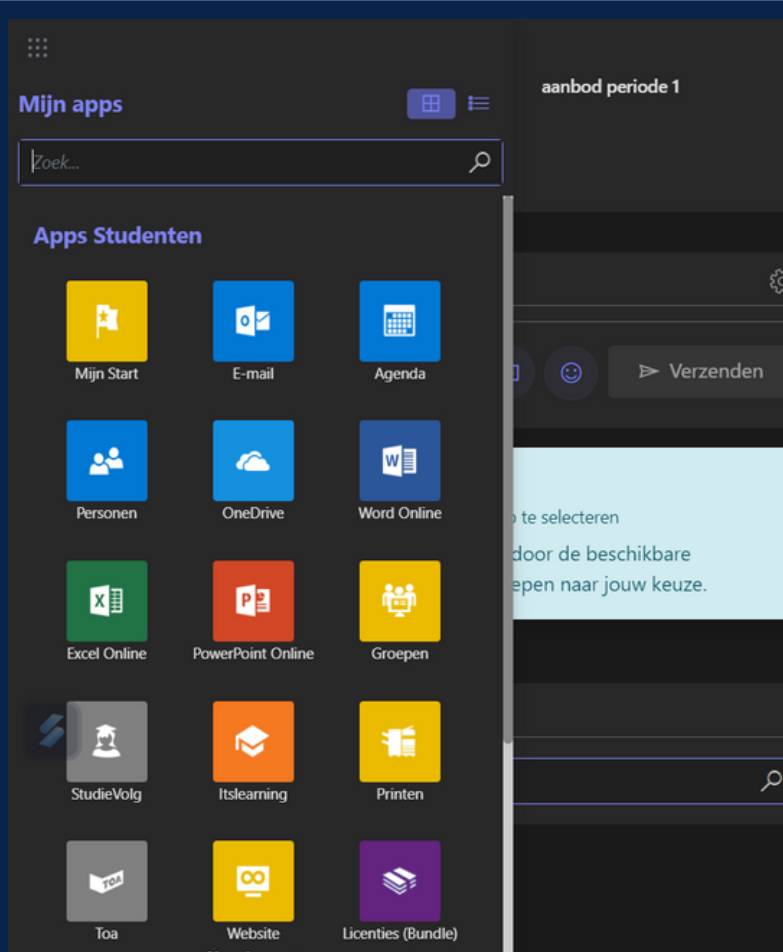 Mijn apps
aanbod periode 1
Zoek...
Apps Studenten
Mijn Start
E-mail
Agenda
Verzenden
Personen
OneDrive
Word Online
te selecteren
door de beschikbare
epen naar jouw keuze.
Excel Online
PowerPoint Online
Groepen
StudieVolg
Itslearning
Printen
TOA
Toa
Website
Licenties (Bundle)